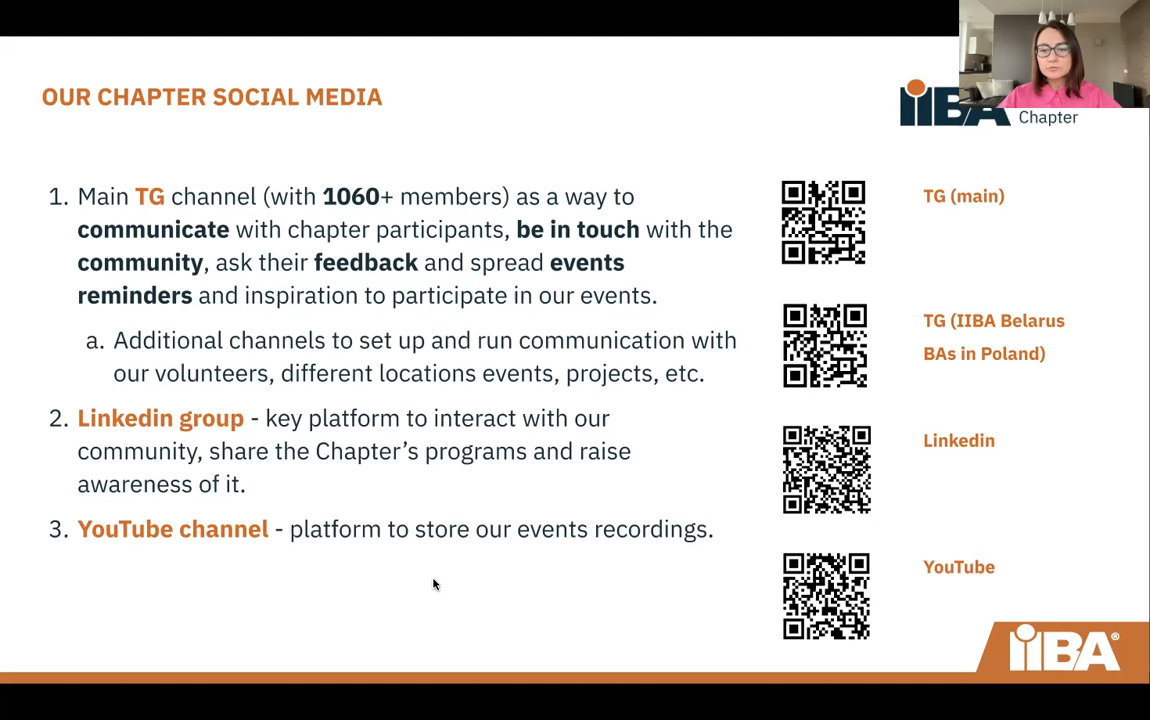 OUR CHAPTER SOCIAL MEDIA
IIBA
Chapter
1. Main TG channel (with 1060+ members) as a way to
communicate with chapter participants, be in touch with the
community, ask their feedback and spread events
reminders and inspiration to participate in our events.
a. Additional channels to set up and run communication with
our volunteers, different locations events, projects, etc.
2. Linkedin group - key platform to interact with our
community, share the Chapter’s programs and raise
awareness of it.
3. YouTube channel - platform to store our events recordings.
TG (main)
TG (IIBA Belarus
BAs in Poland)
Linkedin
YouTube
IIBA®